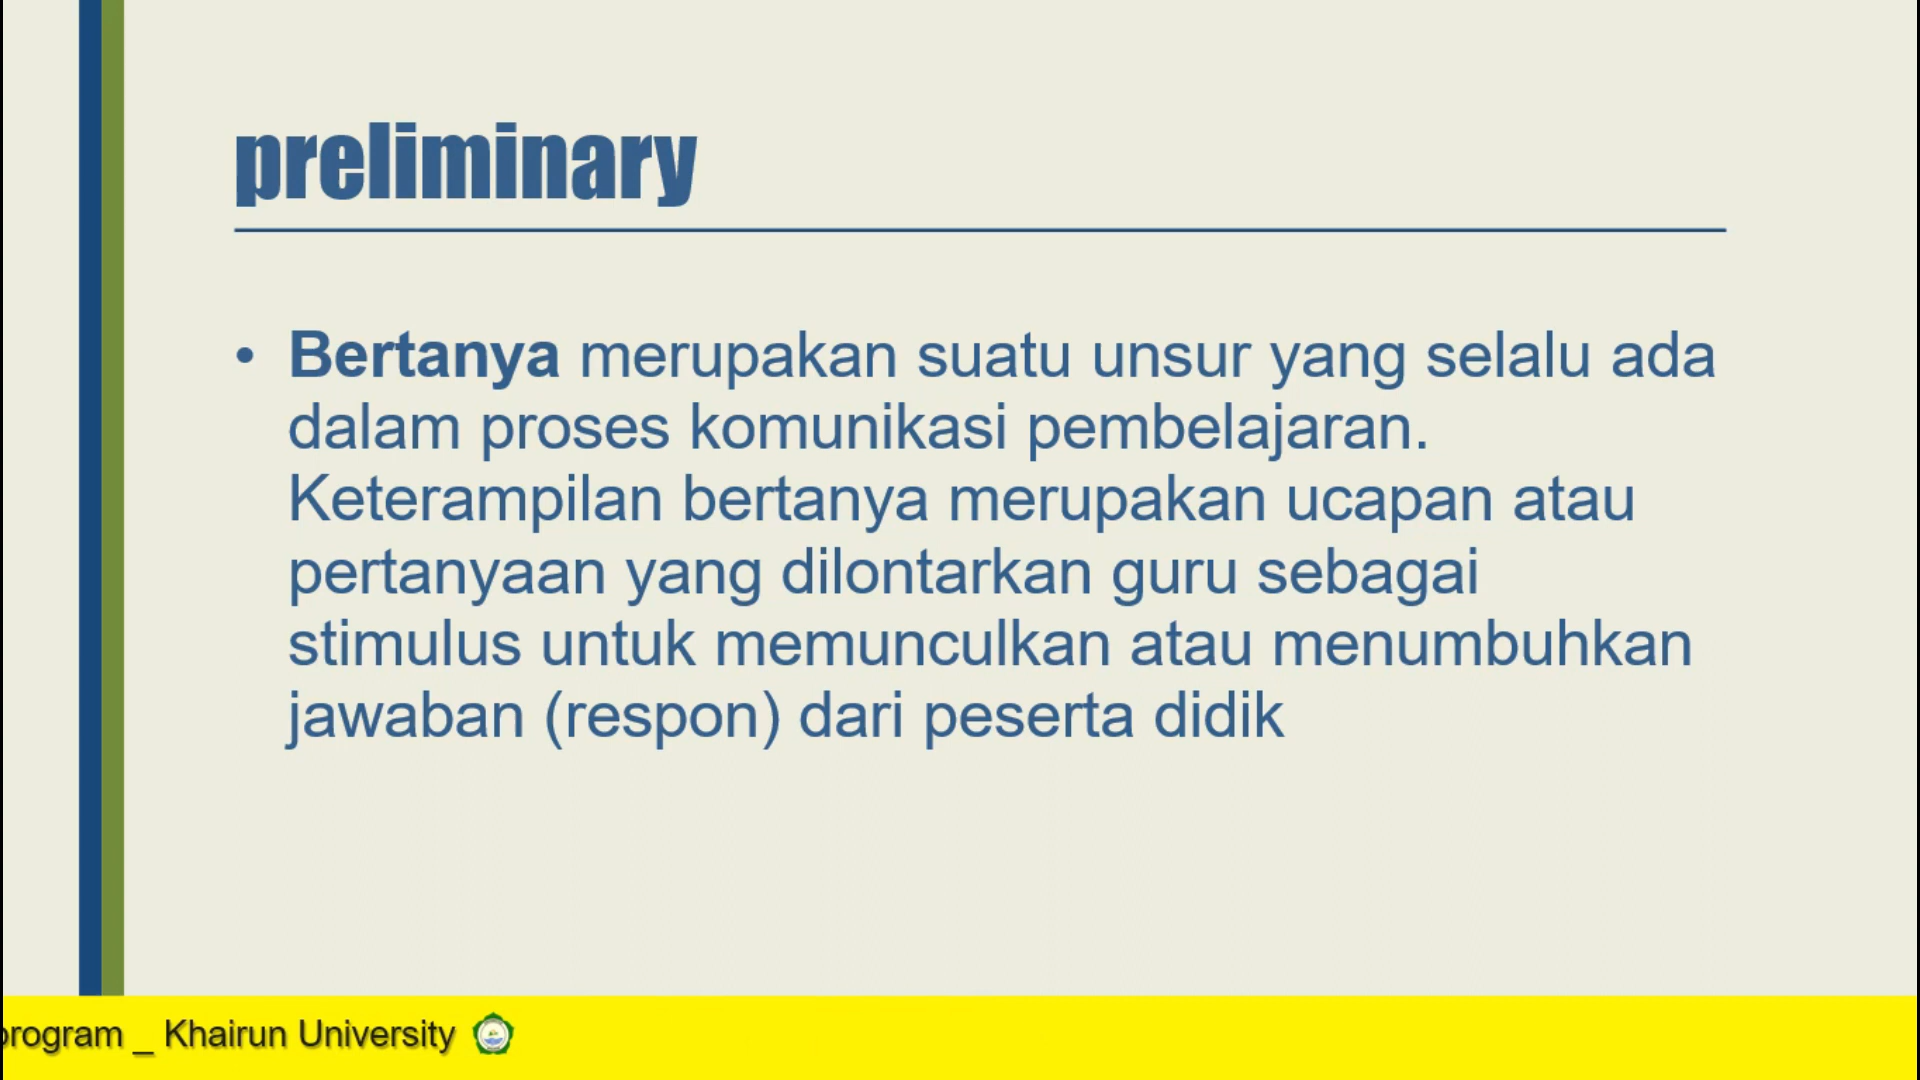 preliminary
• Bertanya merupakan suatu unsur yang selalu ada
dalam proses komunikasi pembelajaran.
Keterampilan bertanya merupakan ucapan atau
pertanyaan yang dilontarkan guru sebagai
stimulus untuk memunculkan atau menumbuhkan
jawaban (respon) dari peserta didik
program _ Khairun University